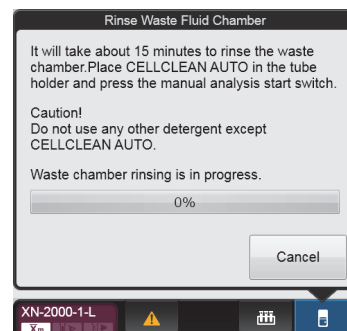 Rinse Waste Fluid Chamber
It will take about 15 minutes to rinse the waste
chamber.Place CELLCLEAN AUTO in the tube
holder and press the manual analysis start switch.
Caution!
Do not use any other detergent except
CELLCLEAN AUTO.
Waste chamber rinsing is in progress.
0%
Cancel
XN-2000-1-L
Xm